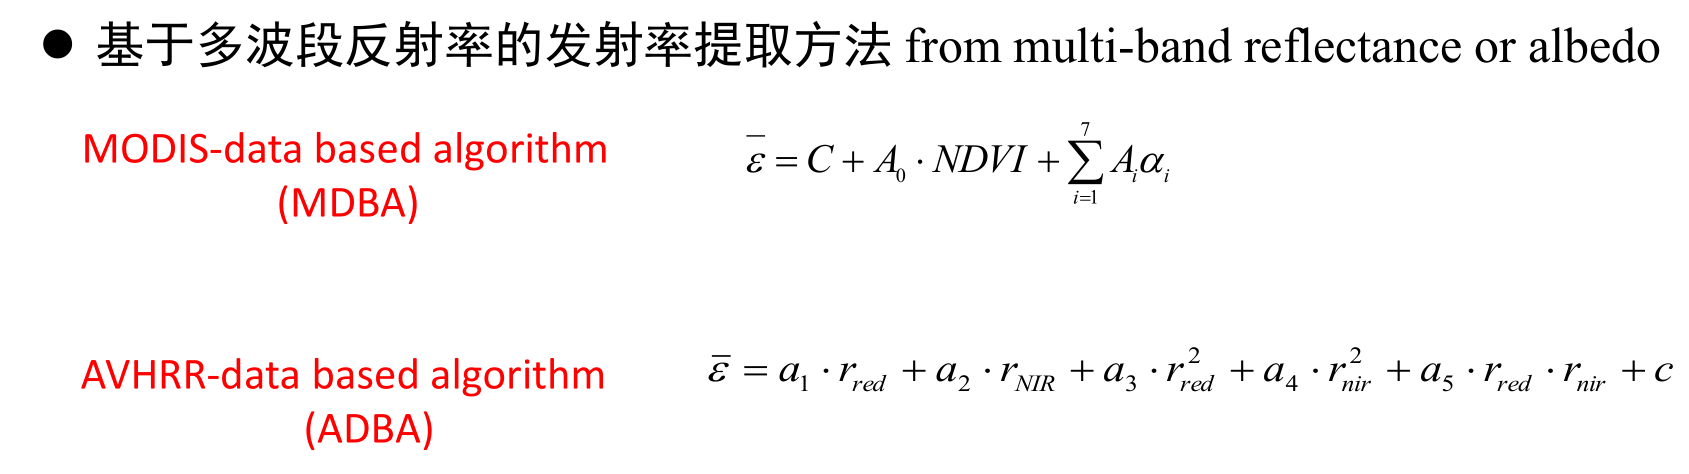 ● 基于多波段反射率的发射率提取方法 from multi-band reflectance or albedo
MODIS-data based algorithm
(MDBA)
$\overline{\varepsilon} = C + A_0 \cdot NDVI + \sum_{i=1}^{7} A_i \alpha_i$
AVHRR-data based algorithm
(ADBA)
$\overline{\varepsilon} = a_1 \cdot r_{red} + a_2 \cdot r_{NIR} + a_3 \cdot r_{red}^2 + a_4 \cdot r_{nir}^2 + a_5 \cdot r_{red} \cdot r_{nir} + c$